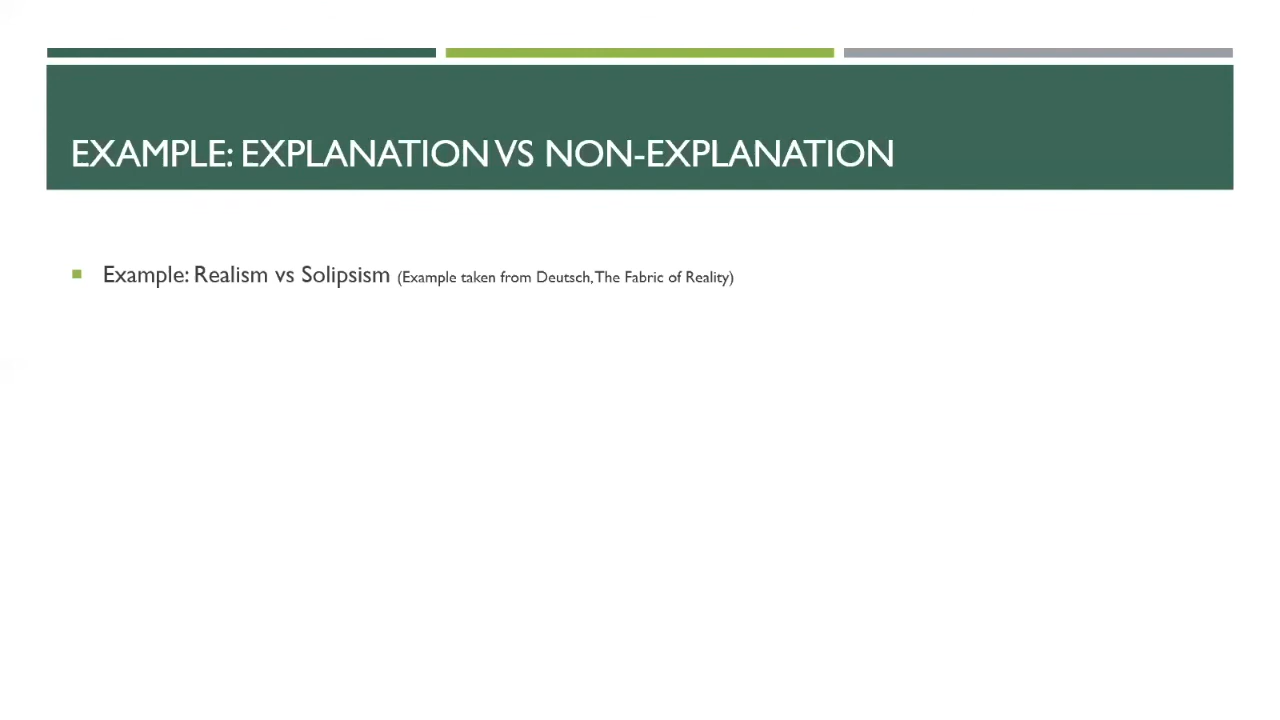 EXAMPLE: EXPLANATION VS NON-EXPLANATION
Example: Realism vs Solipsism (Example taken from Deutsch, The Fabric of Reality)